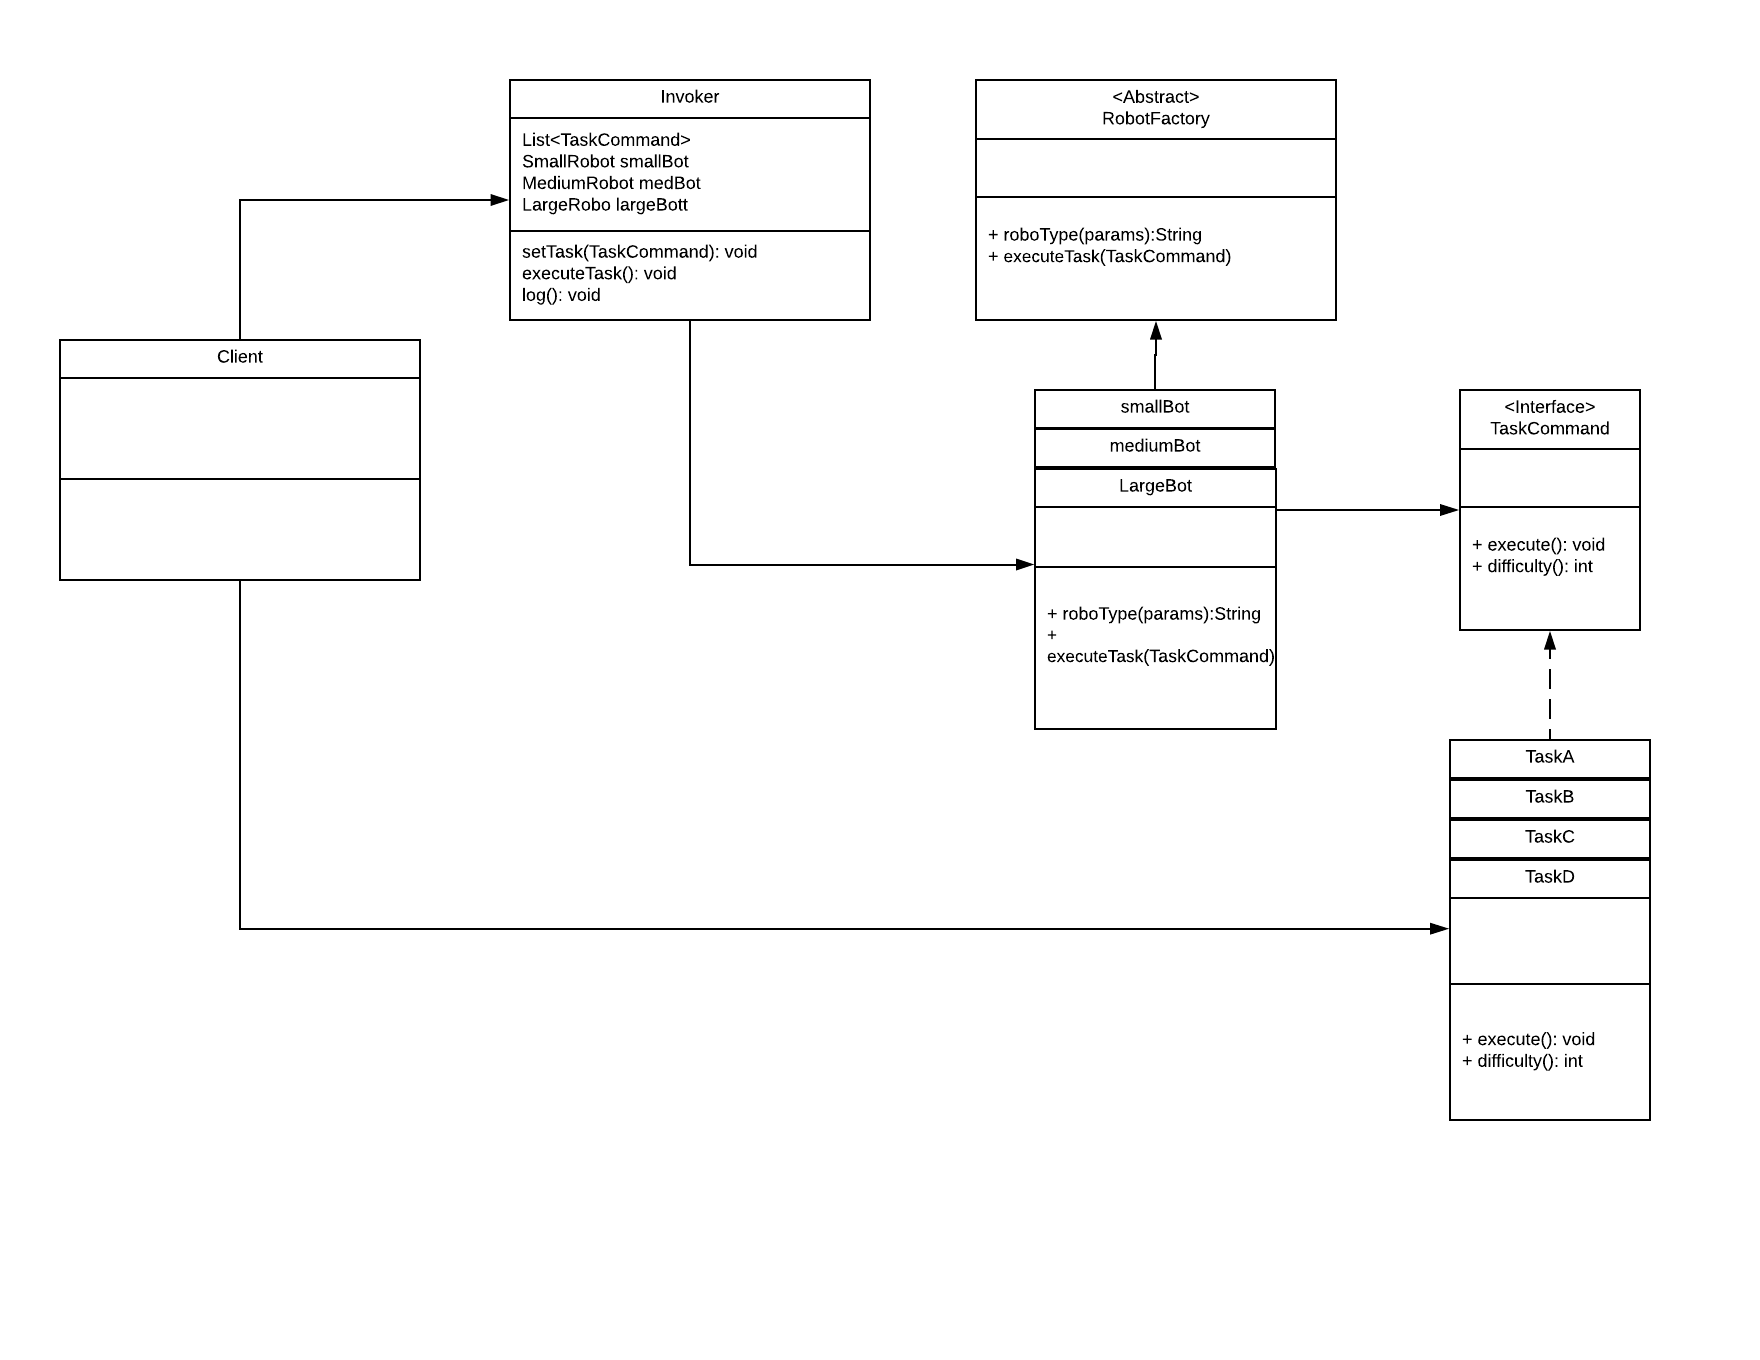 Invoker
List<TaskCommand>
SmallRobot smallBot
MediumRobot medBot
LargeRobo largeBott
setTask(TaskCommand): void
executeTask(): void
log(): void
<Abstract>
RobotFactory
+ roboType(params):String
+ executeTask(TaskCommand)
Client
smallBot
mediumBot
LargeBot
+ roboType(params):String
+
executeTask(TaskCommand)
<Interface>
TaskCommand
+ execute(): void
+ difficulty(): int
TaskA
TaskB
TaskC
TaskD
+ execute(): void
+ difficulty(): int